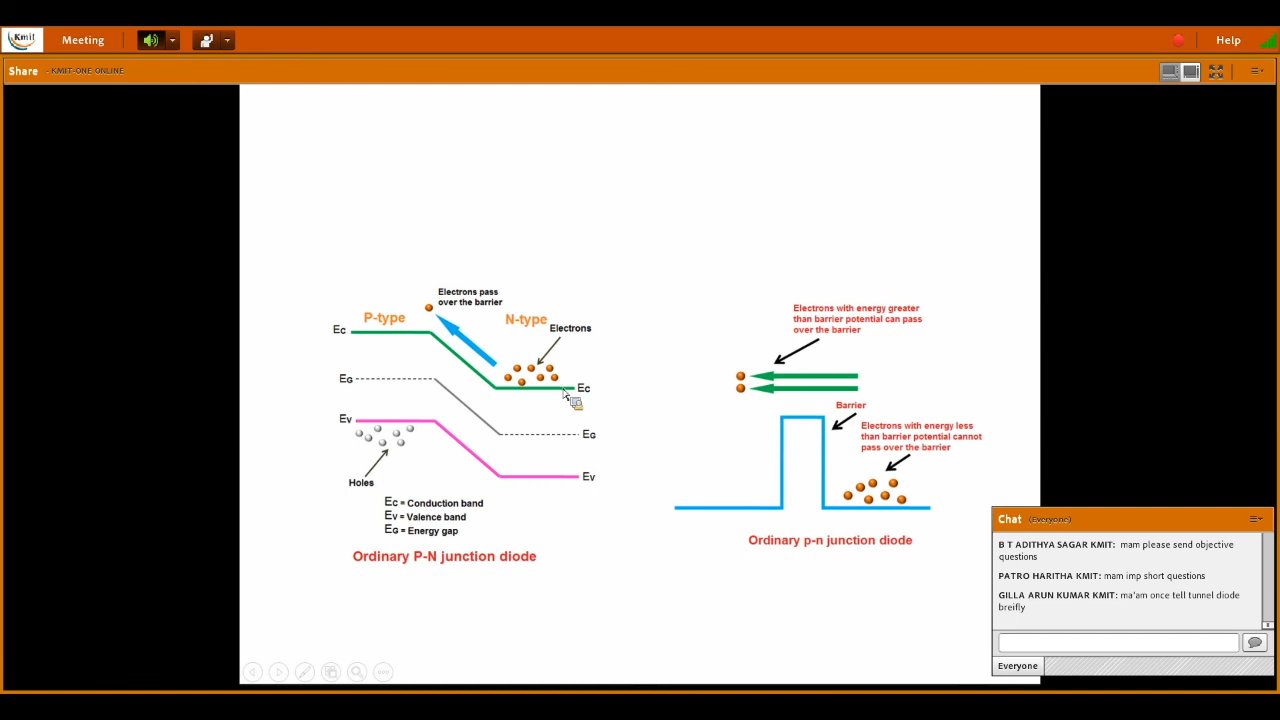 Kmit
Meeting
Help
Share - KMIT-ONE ONLINE
Electrons pass
over the barrier
P-type
N-type
Electrons
Ec
Ec
EG
EG
Ev
Ev
Holes
Ec = Conduction band
Ev = Valence band
EG = Energy gap
Ordinary P-N junction diode
Electrons with energy greater
than barrier potential can pass
over the barrier
Barrier
Electrons with energy less
than barrier potential cannot
pass over the barrier
Ordinary p-n junction diode
Chat (Everyone)
B T ADITHYA SAGAR KMIT: mam please send objective
questions
PATRO HARITHA KMIT: mam imp short questions
GILLA ARUN KUMAR KMIT: ma'am once tell tunnel diode
breifly
Everyone